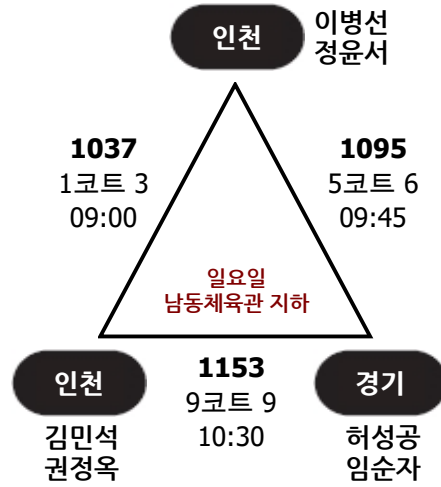 인천
이병선
정윤서
1037
1코트 3
09:00
1095
5코트 6
09:45
일요일
남동체육관 지하
인천
김민석
권정옥
1153
9코트 9
10:30
경기
허성공
임순자